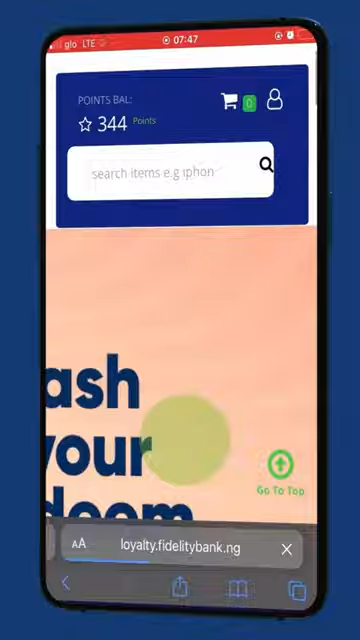 glo LTE 07:47
POINTS BAL:
344 Points
0
search items e.g iphon
ash
your
deem
Go To Top
AA loyalty.fidelitybank.ng